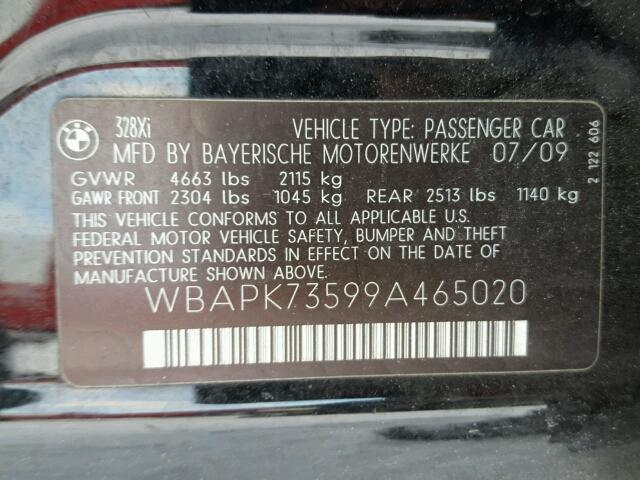 BMW
328Xi VEHICLE TYPE: PASSENGER CAR
MFD BY BAYERISCHE MOTORENWERKE 07/09
GVWR 4663 lbs 2115 kg
GAWR FRONT 2304 lbs 1045 kg REAR 2513 lbs 1140 kg
THIS VEHICLE CONFORMS TO ALL APPLICABLE U.S.
FEDERAL MOTOR VEHICLE SAFETY, BUMPER AND THEFT
PREVENTION STANDARDS IN EFFECT ON THE DATE OF
MANUFACTURE SHOWN ABOVE.
WBAPK73599A465020
2 122 606